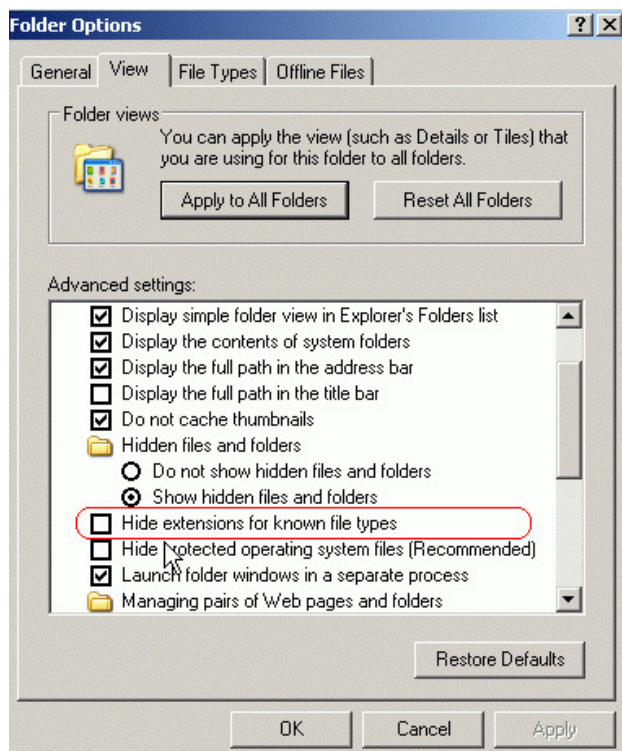 Folder Options
General View File Types Offline Files
Folder views
You can apply the view (such as Details or Tiles) that
you are using for this folder to all folders.
Apply to All Folders Reset All Folders
Advanced settings:
Display simple folder view in Explorer's Folders list
Display the contents of system folders
Display the full path in the address bar
Display the full path in the title bar
Do not cache thumbnails
Hidden files and folders
Do not show hidden files and folders
Show hidden files and folders
Hide extensions for known file types
Hide protected operating system files (Recommended)
Launch folder windows in a separate process
Managing pairs of Web pages and folders
Restore Defaults
OK Cancel Apply